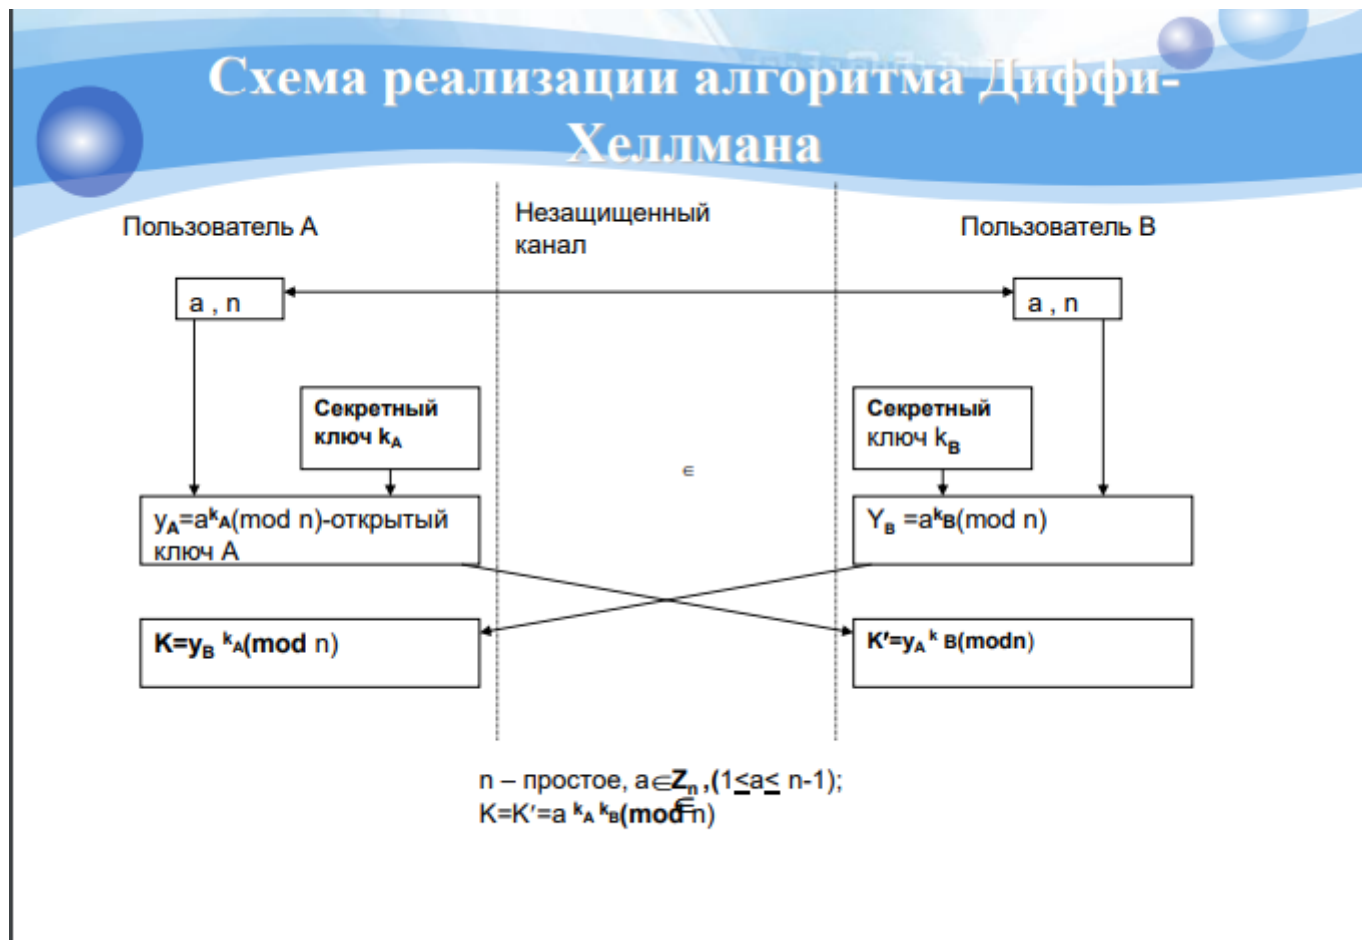 Схема реализации алгоритма Диффи-
Хеллмана
Пользователь А
Незащищенный
канал
Пользователь В
a , n
a , n
Секретный
ключ kA
Секретный
ключ kB
∈
yA=akA(mod n)-открытый
ключ А
YB =akB(mod n)
K=yB kA(mod n)
K′=yA k B(modn)
n – простое, a∈Zn ,(1≤a≤ n-1);
∈
K=K′=a kA kB(mod n)